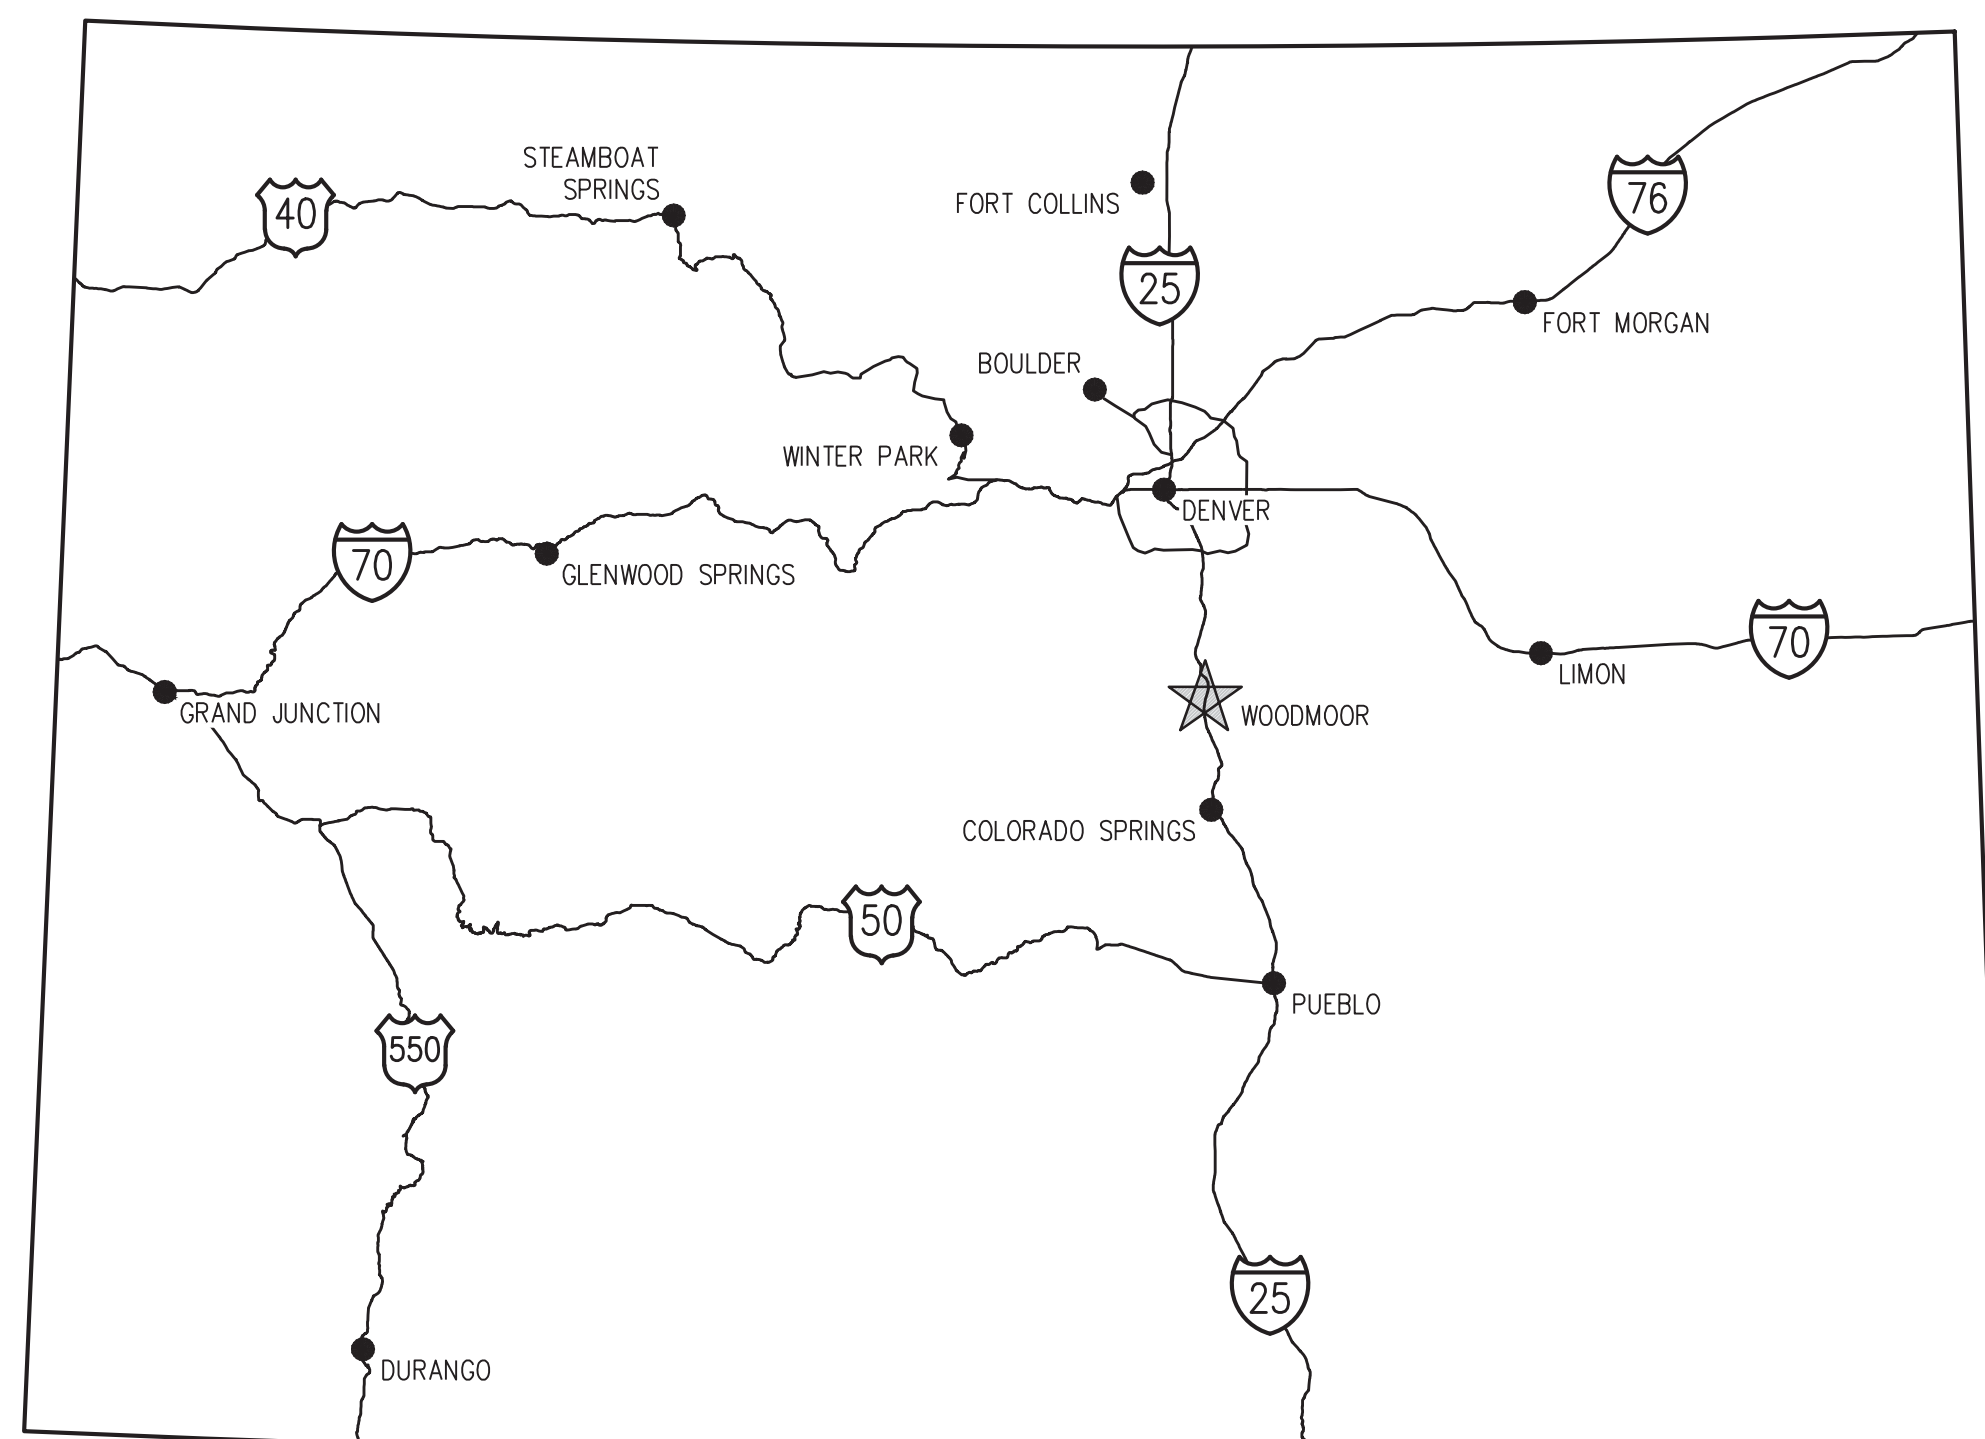 STEAMBOAT
SPRINGS
40
FORT COLLINS
76
25
FORT MORGAN
BOULDER
WINTER PARK
DENVER
70
GLENWOOD SPRINGS
70
LIMON
GRAND JUNCTION
WOODMOOR
COLORADO SPRINGS
50
PUEBLO
550
25
DURANGO